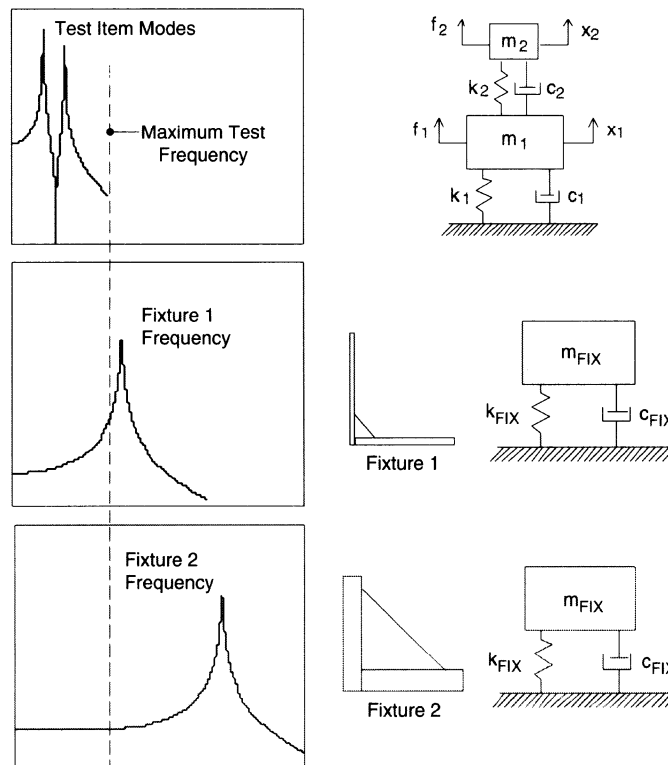 Test Item Modes
Maximum Test
Frequency
f2
m2
x2
k2
c2
f1
m1
x1
k1
c1
Fixture 1
Frequency
mFIX
kFIX
cFIX
Fixture 1
Fixture 2
Frequency
mFIX
kFIX
cFIX
Fixture 2